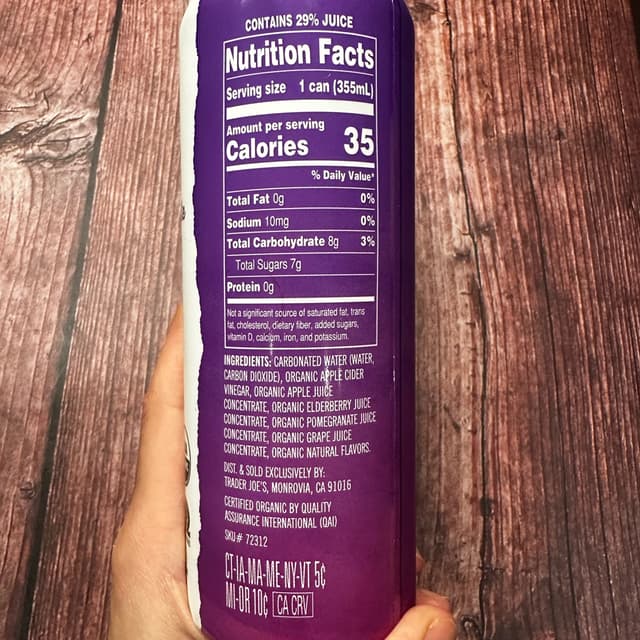 CONTAINS 29% JUICE
Nutrition Facts
Serving size 1 can (355mL)
Amount per serving
Calories 35
% Daily Value*
Total Fat 0g 0%
Sodium 10mg 0%
Total Carbohydrate 8g 3%
Total Sugars 7g
Protein 0g
Not a significant source of saturated fat, trans
fat, cholesterol, dietary fiber, added sugars,
vitamin D, calcium, iron, and potassium.
INGREDIENTS: CARBONATED WATER (WATER,
CARBON DIOXIDE), ORGANIC APPLE CIDER
VINEGAR, ORGANIC APPLE JUICE
CONCENTRATE, ORGANIC ELDERBERRY JUICE
CONCENTRATE, ORGANIC POMEGRANATE JUICE
CONCENTRATE, ORGANIC GRAPE JUICE
CONCENTRATE, ORGANIC NATURAL FLAVORS.
DIST. & SOLD EXCLUSIVELY BY:
TRADER JOE'S, MONROVIA, CA 91016
CERTIFIED ORGANIC BY QUALITY
ASSURANCE INTERNATIONAL (QAI)
SKU# 72312
CT-IA-MA-ME-NY-VT 5¢
MI-OR 10¢ CA CRV